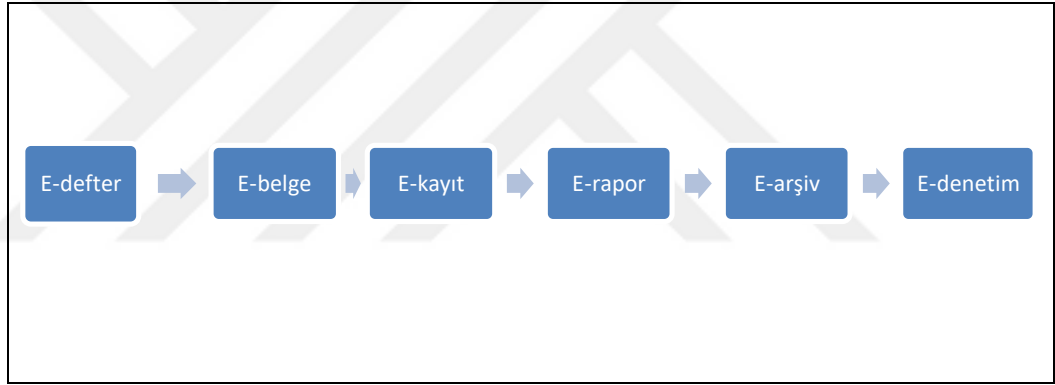 E-defter
E-belge
E-kayıt
E-rapor
E-arşiv
E-denetim